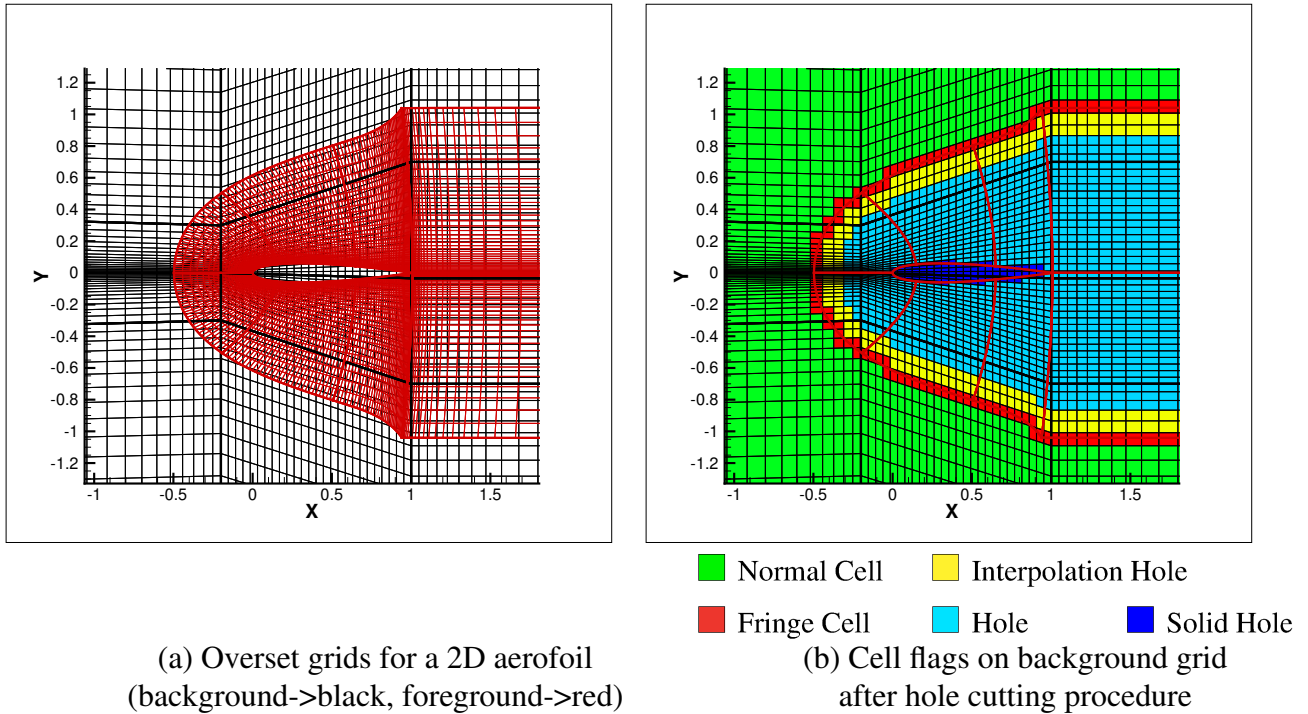 1.2
1
0.8
0.6
0.4
0.2
0
-0.2
-0.4
-0.6
-0.8
-1
-1.2
Y
-1 -0.5 0 0.5 1 1.5
X
1.2
1
0.8
0.6
0.4
0.2
0
-0.2
-0.4
-0.6
-0.8
-1
-1.2
Y
-1 -0.5 0 0.5 1 1.5
X
Normal Cell Interpolation Hole
Fringe Cell Hole Solid Hole
(a) Overset grids for a 2D aerofoil
(background->black, foreground->red)
(b) Cell flags on background grid
after hole cutting procedure